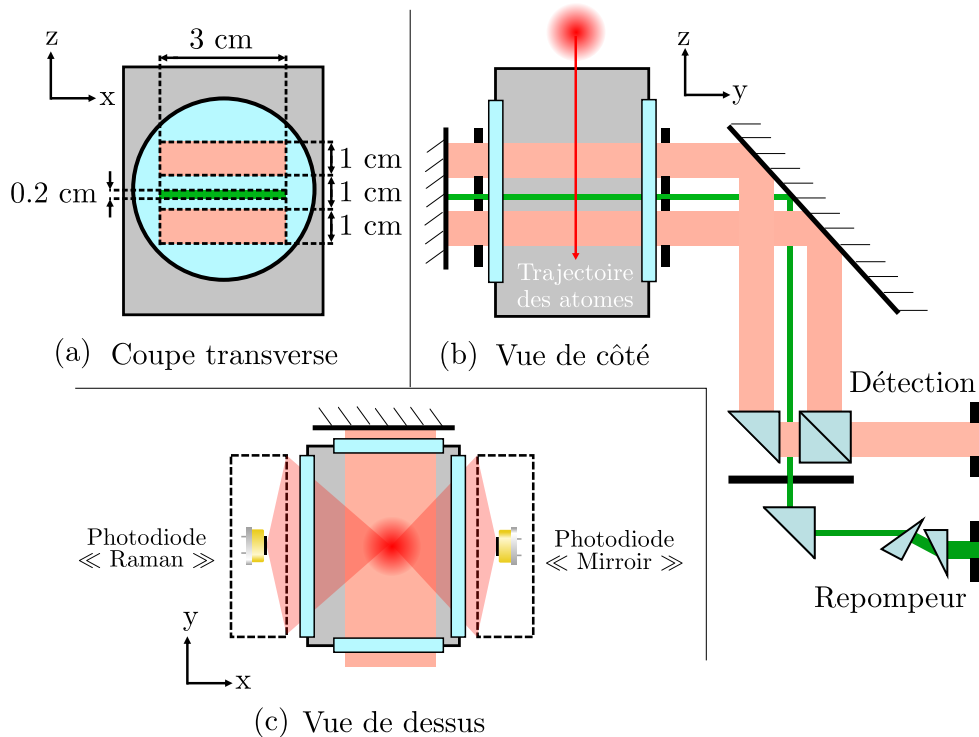 z
x
3 cm
1 cm
0.2 cm
1 cm
1 cm
(a) Coupe transverse
z
y
Trajectoire
des atomes
(b) Vue de côté
Détection
Repompeur
Photodiode
≪ Raman ≫
Photodiode
≪ Mirroir ≫
y
x
(c) Vue de dessus